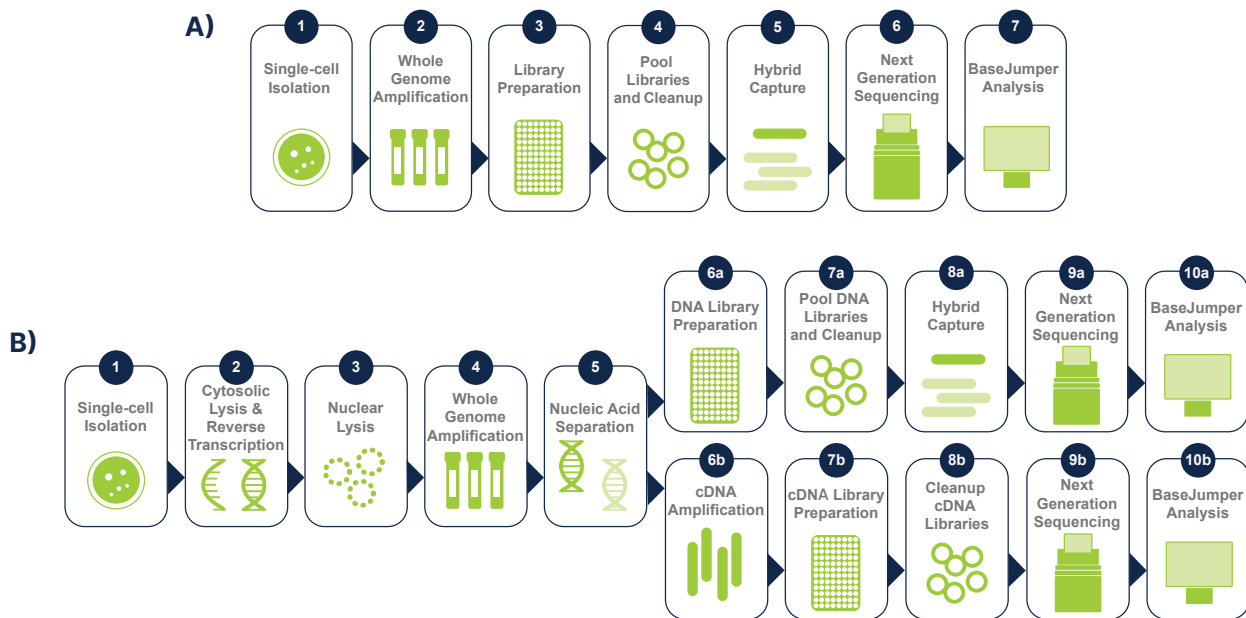 A)
1
Single-cell
Isolation
2
Whole
Genome
Amplification
3
Library
Preparation
4
Pool
Libraries
and Cleanup
5
Hybrid
Capture
6
Next
Generation
Sequencing
7
BaseJumper
Analysis
B)
1
Single-cell
Isolation
2
Cytosolic
Lysis &
Reverse
Transcription
3
Nuclear
Lysis
4
Whole
Genome
Amplification
5
Nucleic Acid
Separation
6a
DNA Library
Preparation
7a
Pool DNA
Libraries
and Cleanup
8a
Hybrid
Capture
9a
Next
Generation
Sequencing
10a
BaseJumper
Analysis
6b
cDNA
Amplification
7b
cDNA Library
Preparation
8b
Cleanup
cDNA
Libraries
9b
Next
Generation
Sequencing
10b
BaseJumper
Analysis